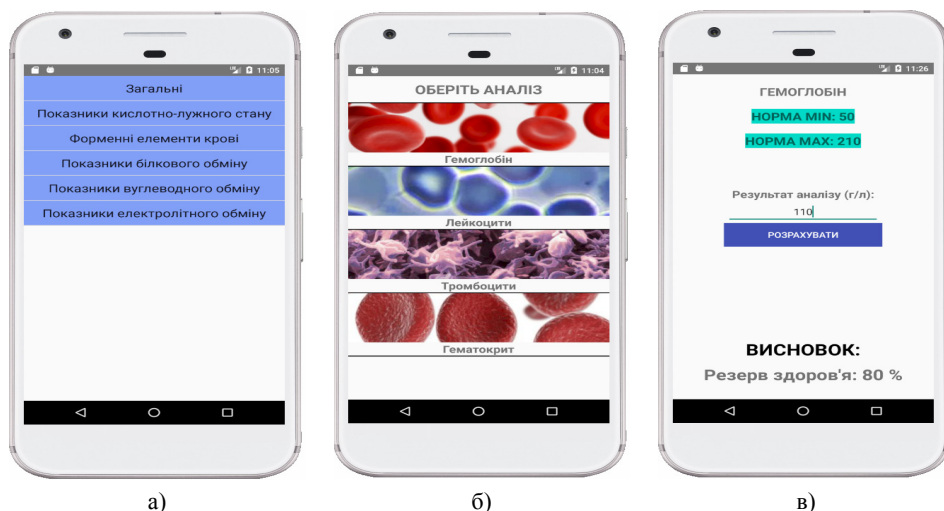 11:05
Загальні
Показники кислотно-лужного стану
Форменні елементи крові
Показники білкового обміну
Показники вуглеводного обміну
Показники електролітного обміну
а)
11:04
ОБЕРІТЬ АНАЛІЗ
Гемоглобін
Лейкоцити
Тромбоцити
Гематокрит
б)
11:26
ГЕМОГЛОБІН
НОРМА MIN: 50
НОРМА MAX: 210
Результат аналізу (г/л):
110
РОЗРАХУВАТИ
ВИСНОВОК:
Резерв здоров'я: 80 %
в)